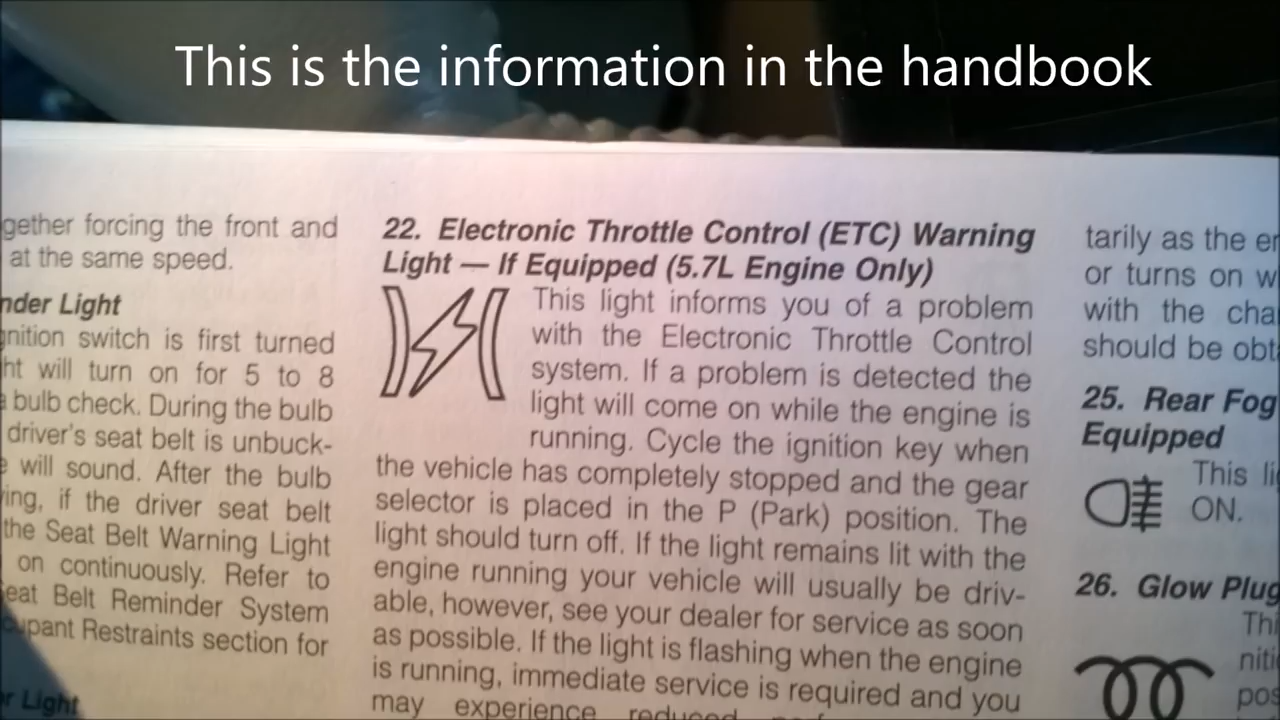 This is the information in the handbook
gether forcing the front and
at the same speed.
nder Light
gnition switch is first turned
ht will turn on for 5 to 8
a bulb check. During the bulb
driver's seat belt is unbuck-
e will sound. After the bulb
ing, if the driver seat belt
the Seat Belt Warning Light
on continuously. Refer to
Seat Belt Reminder System
cupant Restraints section for
r Light
22. Electronic Throttle Control (ETC) Warning
Light — If Equipped (5.7L Engine Only)
This light informs you of a problem
with the Electronic Throttle Control
system. If a problem is detected the
light will come on while the engine is
running. Cycle the ignition key when
the vehicle has completely stopped and the gear
selector is placed in the P (Park) position. The
light should turn off. If the light remains lit with the
engine running your vehicle will usually be driv-
able, however, see your dealer for service as soon
as possible. If the light is flashing when the engine
is running, immediate service is required and you
may experience reduced
tarily as the en
or turns on w
with the cha
should be obt
25. Rear Fog
Equipped
This li
ON.
26. Glow Plug
Thi
niti
pos